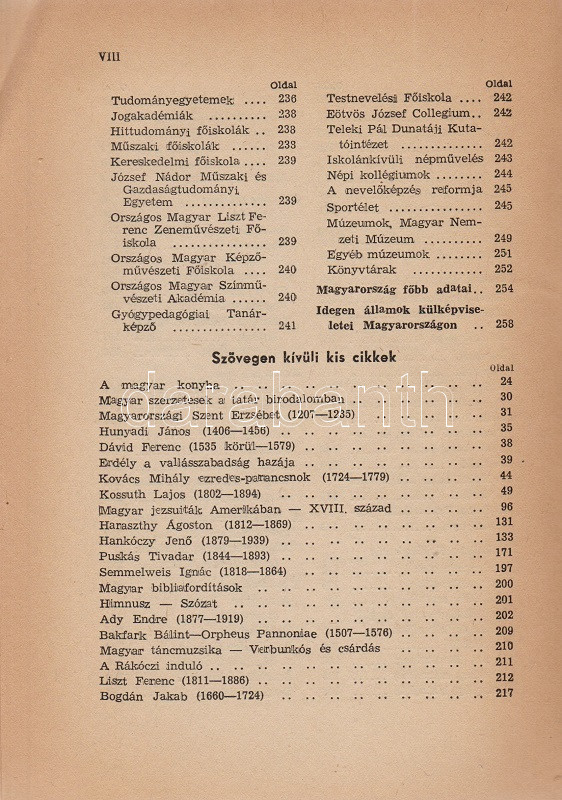 VIII
Oldal
Tudományegyetemek .... 236
Jogakadémiák .......... 238
Hittudományi főiskolák .. 238
Műszaki főiskolák ...... 233
Kereskedelmi főiskola .... 239
József Nádor Műszaki és
Gazdaságtudományi
Egyetem .............. 239
Országos Magyar Liszt Fe-
renc Zeneművészeti Fő-
iskola ................ 239
Országos Magyar Képző-
művészeti Főiskola .... 240
Országos Magyar Színmű-
vészeti Akadémia ...... 240
Gyógypedagógiai Tanár-
képző ................ 241
Oldal
Testnevelési Főiskola .... 242
Eötvös József Collegium.. 242
Teleki Pál Dunatáji Kuta-
tóintézet .............. 242
Iskolánkívüli népművelés 243
Népi kollégiumok ........ 244
A nevelőképzés reformja 245
Sportélet ................ 245
Múzeumok, Magyar Nem-
zeti Múzeum .......... 249
Egyéb múzeumok ........ 251
Könyvtárak ............ 252
Magyarország főbb adatai.. 254
Idegen államok külképvise-
letei Magyarországon .. 258
Szövegen kívüli kis cikkek
Oldal
A magyar konyha .. .. .. .. .. .. .. .. .. .. .. 24
Magyar szerzetesek a tatár birodalomban .. .. .. .. .. .. 30
Magyarországi Szent Erzsébet (1207—1235) .. .. .. .. .. .. 31
Hunyadi János (1406—1456) .. .. .. .. .. .. .. .. .. 35
Dávid Ferenc (1535 körül—1579) .. .. .. .. .. .. .. .. 38
Erdély a vallásszabadság hazája .. .. .. .. .. .. .. .. 39
Kovács Mihály ezredes-parancsnok (1724—1779) .. .. .. .. .. 44
Kossuth Lajos (1802—1894) .. .. .. .. .. .. .. .. .. 49
Magyar jezsuiták Amerikában — XVIII. század .. .. .. .. 96
Haraszthy Ágoston (1812—1869) .. .. .. .. .. .. .. .. 131
Hankóczy Jenő (1879—1939) .. .. .. .. .. .. .. .. .. 133
Puskás Tivadar (1844—1893) .. .. .. .. .. .. .. .. .. 171
Semmelweis Ignác (1818—1864) .. .. .. .. .. .. .. .. 197
Magyar bibliafordítások .. .. .. .. .. .. .. .. .. .. 200
Himnusz — Szózat .. .. .. .. .. .. .. .. .. .. .. 201
Ady Endre (1877—1919) .. .. .. .. .. .. .. .. .. .. 202
Bakfark Bálint—Orpheus Pannoniae (1507—1576) .. .. .. .. 209
Magyar táncmuzsika — Verbunkós és csárdás .. .. .. .. 210
A Rákóczi induló .. .. .. .. .. .. .. .. .. .. .. .. 211
Liszt Ferenc (1811—1886) .. .. .. .. .. .. .. .. .. .. 212
Bogdán Jakab (1660—1724) .. .. .. .. .. .. .. .. .. 217
darabanth